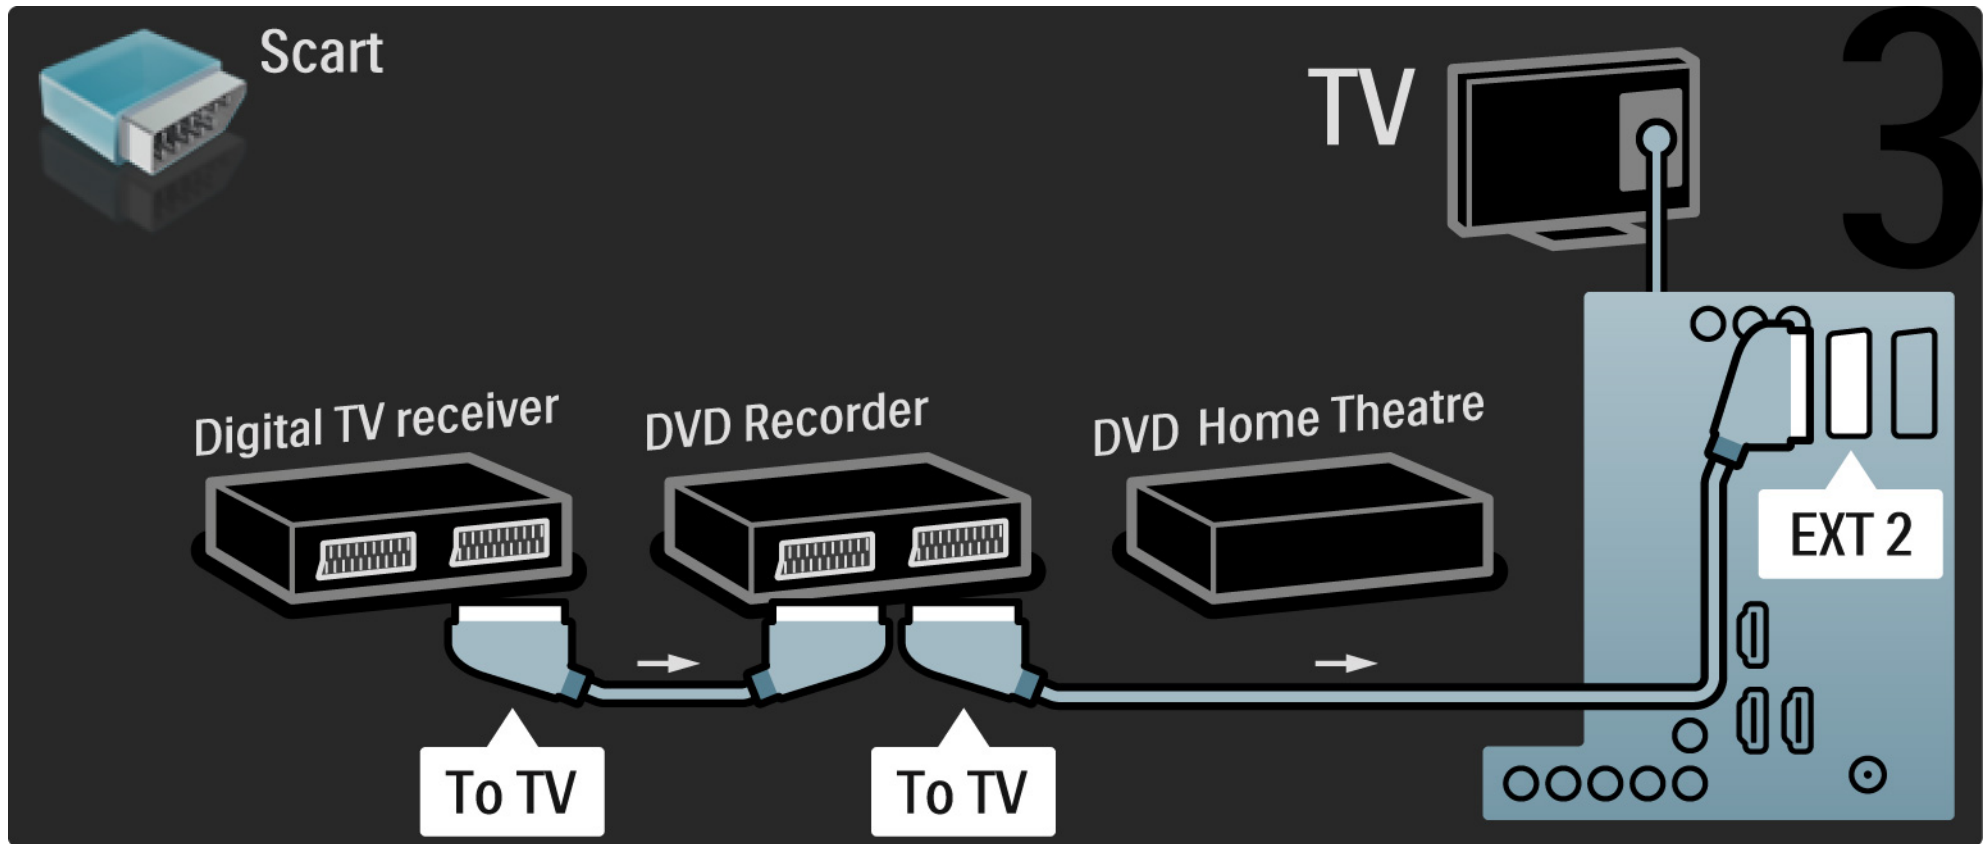 Scart
TV
3
Digital TV receiver
DVD Recorder
DVD Home Theatre
EXT 2
To TV
To TV